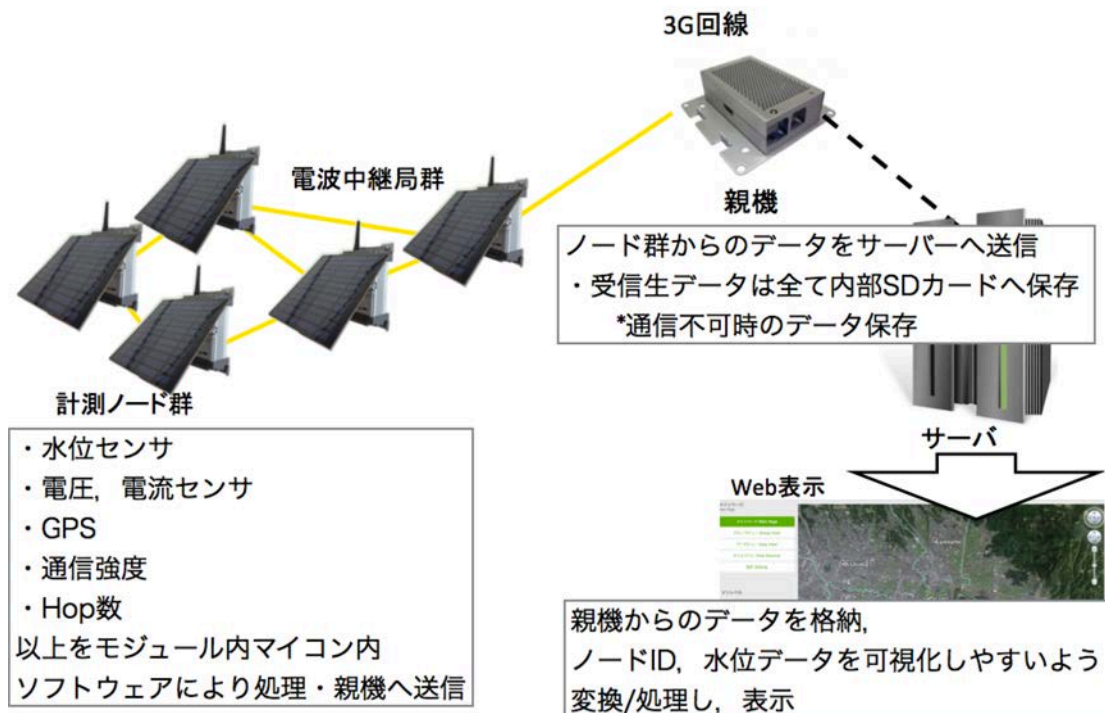 3G回線
電波中継局群
親機
ノード群からのデータをサーバーへ送信
・受信生データは全て内部SDカードへ保存
*通信不可時のデータ保存
計測ノード群
・水位センサ
・電圧，電流センサ
・GPS
・通信強度
・Hop数
以上をモジュール内マイコン内
ソフトウェアにより処理・親機へ送信
サーバ
Web表示
親機からのデータを格納，
ノードID，水位データを可視化しやすいよう
変換/処理し，表示